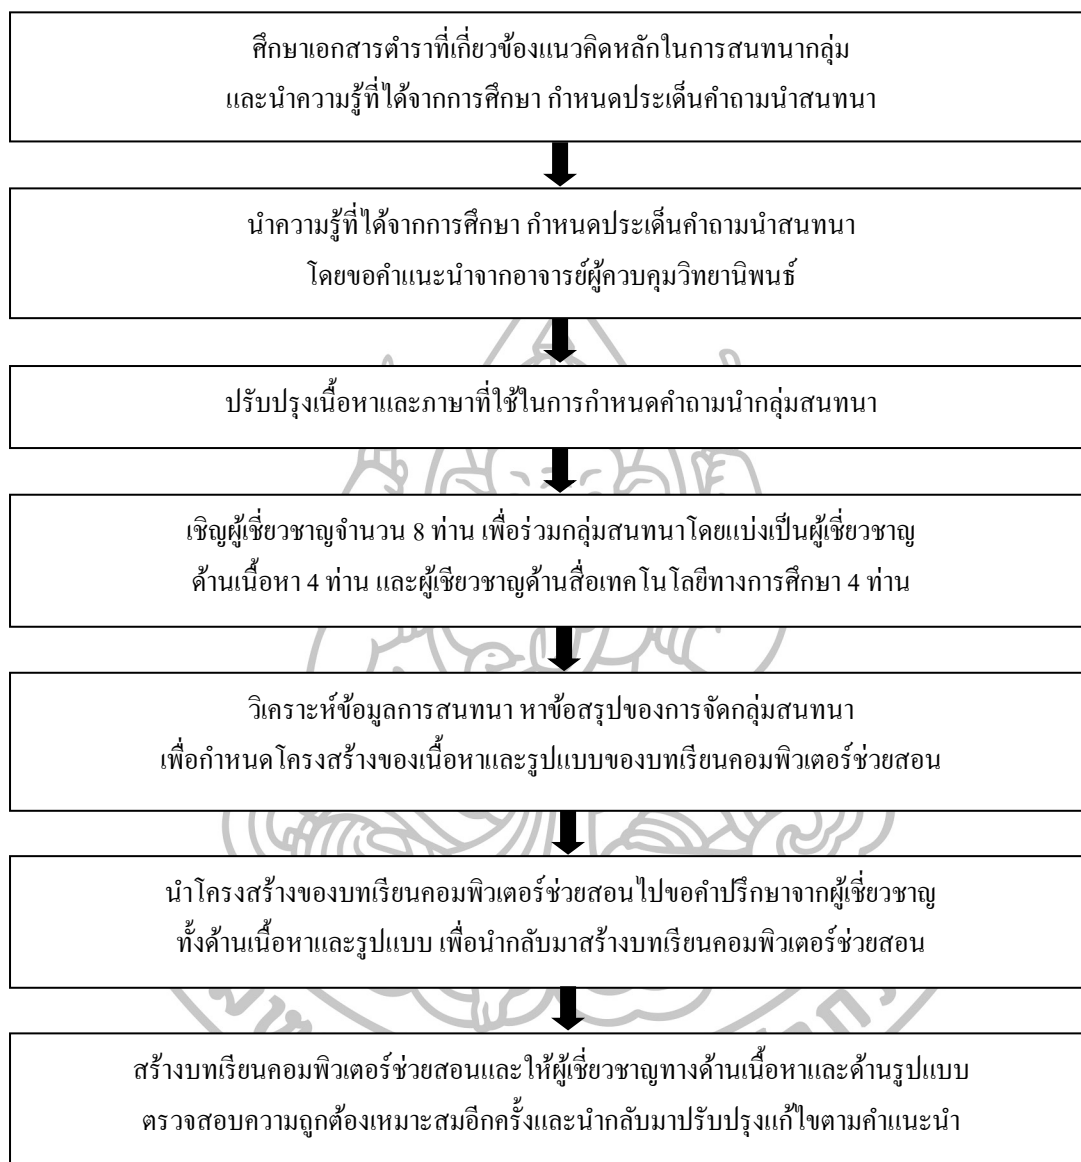 ศึกษาเอกสารตำราที่เกี่ยวข้องแนวคิดหลักในการสนทนากลุ่ม
และนำความรู้ที่ได้จากการศึกษา กำหนดประเด็นคำถามนำสนทนา
นำความรู้ที่ได้จากการศึกษา กำหนดประเด็นคำถามนำสนทนา
โดยขอคำแนะนำจากอาจารย์ผู้ควบคุมวิทยานิพนธ์
ปรับปรุงเนื้อหาและภาษาที่ใช้ในการกำหนดคำถามนำกลุ่มสนทนา
เชิญผู้เชี่ยวชาญจำนวน 8 ท่าน เพื่อร่วมกลุ่มสนทนาโดยแบ่งเป็นผู้เชี่ยวชาญ
ด้านเนื้อหา 4 ท่าน และผู้เชียวชาญด้านสื่อเทคโนโลยีทางการศึกษา 4 ท่าน
วิเคราะห์ข้อมูลการสนทนา หาข้อสรุปของการจัดกลุ่มสนทนา
เพื่อกำหนดโครงสร้างของเนื้อหาและรูปแบบของบทเรียนคอมพิวเตอร์ช่วยสอน
นำโครงสร้างของบทเรียนคอมพิวเตอร์ช่วยสอนไปขอคำปรึกษาจากผู้เชี่ยวชาญ
ทั้งด้านเนื้อหาและรูปแบบ เพื่อนำกลับมาสร้างบทเรียนคอมพิวเตอร์ช่วยสอน
สร้างบทเรียนคอมพิวเตอร์ช่วยสอนและให้ผู้เชี่ยวชาญทางด้านเนื้อหาและด้านรูปแบบ
ตรวจสอบความถูกต้องเหมาะสมอีกครั้งและนำกลับมาปรับปรุงแก้ไขตามคำแนะนำ